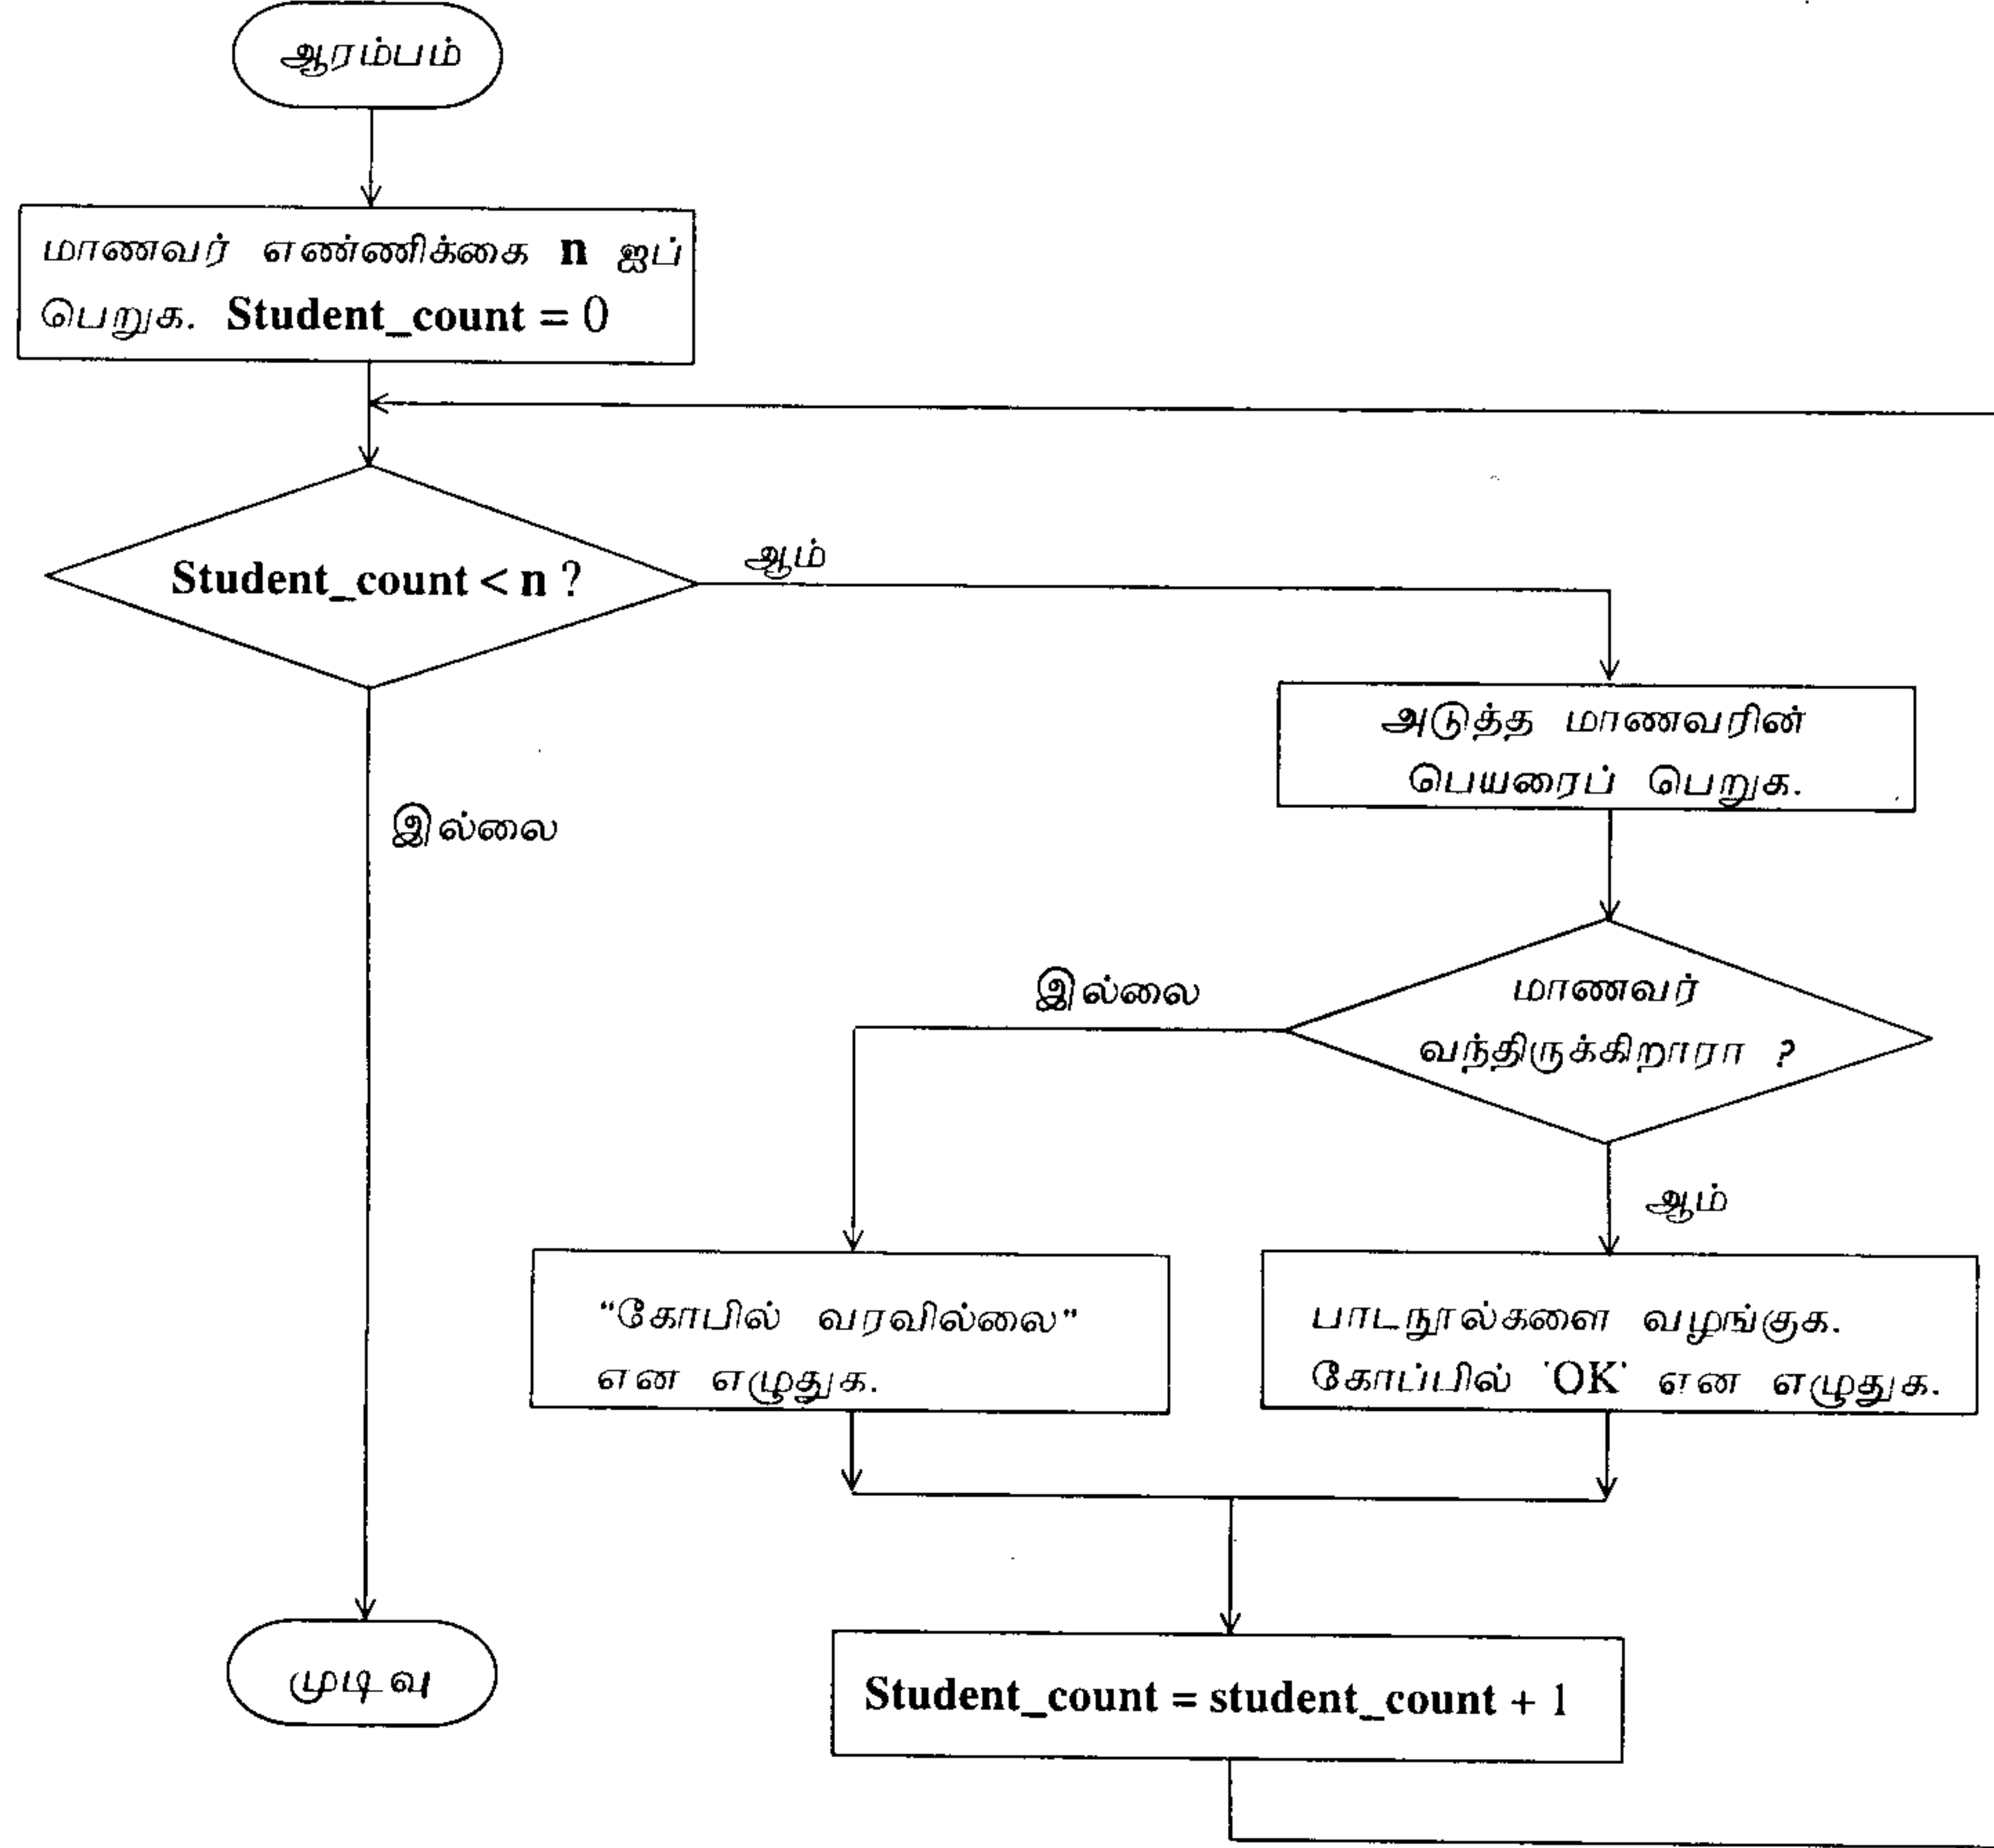 ஆரம்பம்
மாணவர் எண்ணிக்கை n ஐப்
பெறுக. Student_count = 0
Student_count < n ?
ஆம்
அடுத்த மாணவரின்
பெயரைப் பெறுக.
இல்லை
மாணவர்
வந்திருக்கிறாரா ?
இல்லை
ஆம்
“கோபில் வரவில்லை”
என எழுதுக.
பாடநூல்களை வழங்குக.
கோப்பில் 'OK' என எழுதுக.
முடிவு
Student_count = student_count + 1